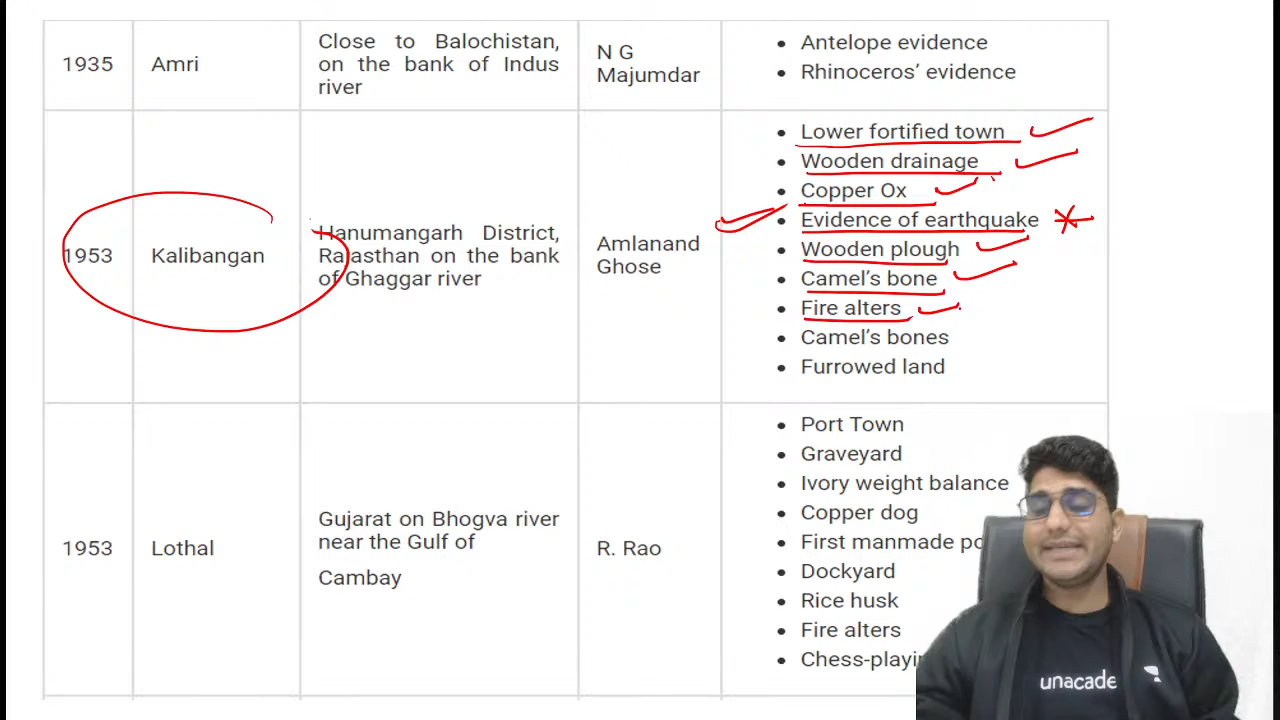 1935
Amri
Close to Balochistan,
on the bank of Indus
river
N G
Majumdar
• Antelope evidence
• Rhinoceros’ evidence
1953
Kalibangan
Hanumangarh District,
Rajasthan on the bank
of Ghaggar river
Amlanand
Ghose
• Lower fortified town
• Wooden drainage
• Copper Ox
• Evidence of earthquake
• Wooden plough
• Camel’s bone
• Fire alters
• Camel’s bones
• Furrowed land
1953
Lothal
Gujarat on Bhogva river
near the Gulf of
Cambay
R. Rao
• Port Town
• Graveyard
• Ivory weight balance
• Copper dog
• First manmade
• Dockyard
• Rice husk
• Fire alters
• Chess-playin
unacade